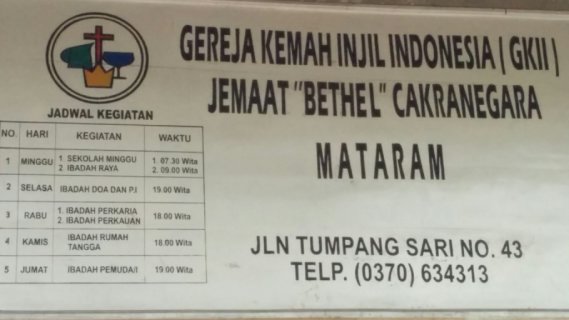 GEREJA KEMAH INJIL INDONESIA ( GKII )
JEMAAT "BETHEL" CAKRANEGARA
MATARAM
JADWAL KEGIATAN
NO. HARI KEGIATAN WAKTU
1 MINGGU 1. SEKOLAH MINGGU 1. 07.30 Wita
2 IBADAH RAYA 2. 09.00 Wita
2 SELASA IBADAH DOA DAN P.I 19.00 Wita
3 RABU 1. IBADAH PERKARIA 18.00 Wita
2. IBADAH PERKAUAN
4 KAMIS IBADAH RUMAH TANGGA 18.00 Wita
5 JUMAT IBADAH PEMUDA/I 19.00 Wita
JLN TUMPANG SARI NO. 43
TELP. (0370) 634313